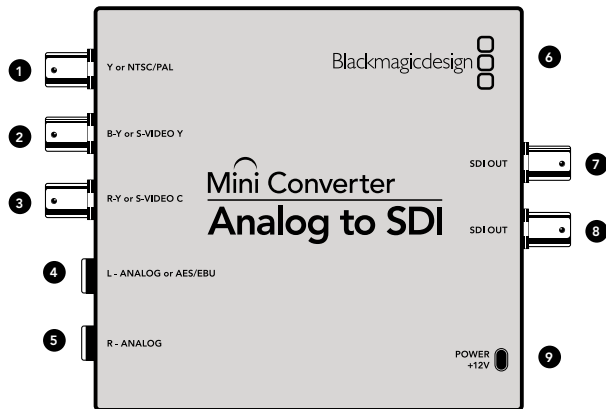 Blackmagicdesign
1
Y or NTSC/PAL
6
2
B-Y or S-VIDEO Y
SDI OUT
7
3
R-Y or S-VIDEO C
Mini Converter
Analog to SDI
SDI OUT
8
4
L - ANALOG or AES/EBU
5
R - ANALOG
POWER
+12V
9